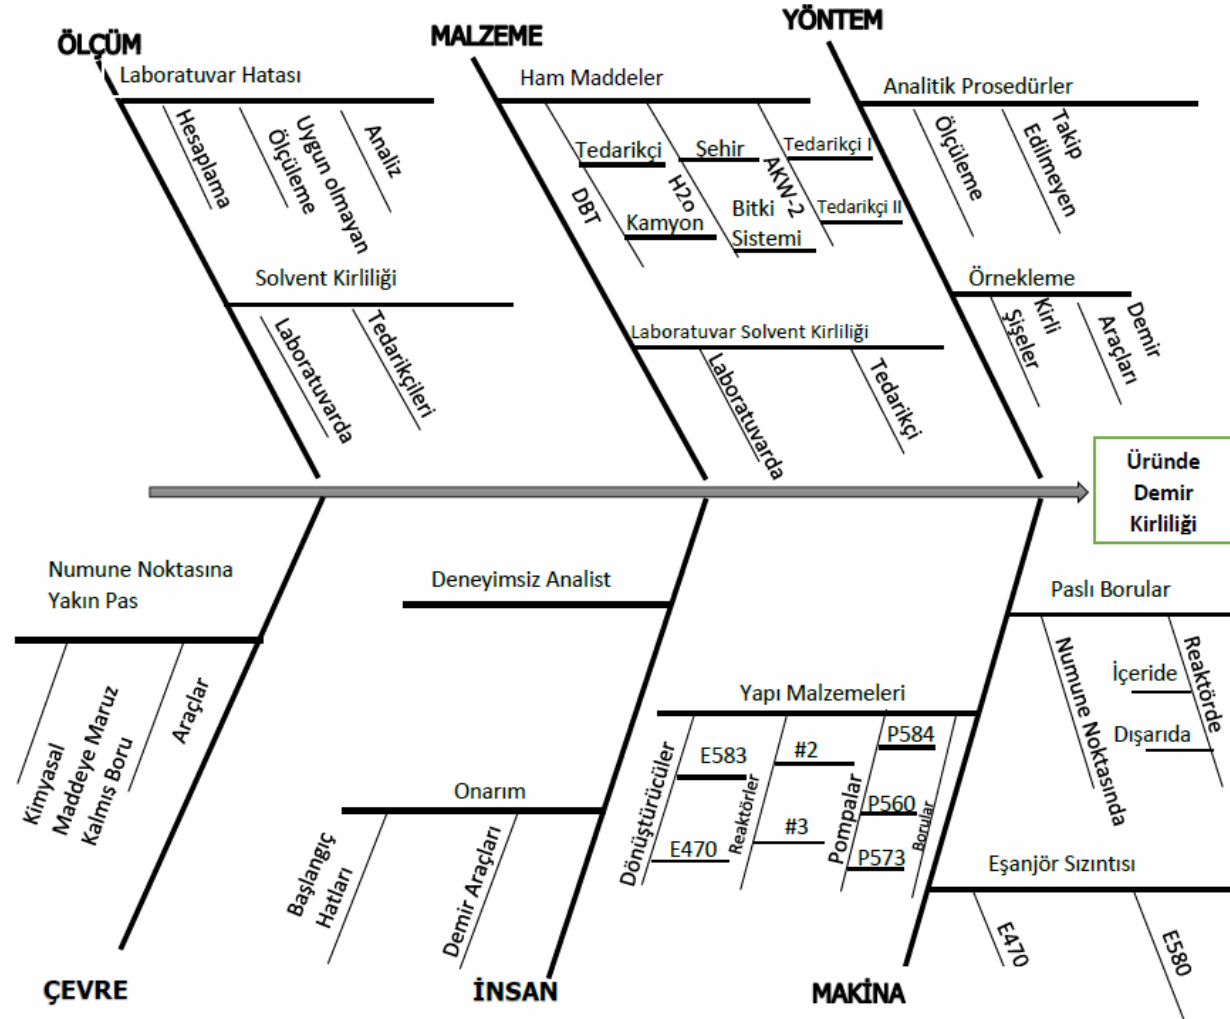 ÖLÇÜM
Laboratuvar Hatası
Hesaplama
Uygun olmayan
Ölçüleme
Analiz
Solvent Kirliliği
Laboratuvarda
Tedarikçileri
MALZEME
Ham Maddeler
Tedarikçi
DBT
Kamyon
Şehir
H2o
Bitki
Sistemi
Tedarikçi I
AKW-2
Tedarikçi II
Laboratuvar Solvent Kirliliği
Laboratuvarda
Tedarikçi
YÖNTEM
Analitik Prosedürler
Ölçüleme
Takip
Edilmeyen
Örnekleme
Kirli
Şişeler
Demir
Araçları
Üründe
Demir
Kirliliği
Numune Noktasına
Yakın Pas
Kimyasal
Maddeye Maruz
Kalmış Boru
Araçlar
ÇEVRE
Deneyimsiz Analist
Onarım
Başlangıç
Hatları
Demir Araçları
İNSAN
Paslı Borular
Numune Noktasında
Reaktörde
İçeride
Dışarıda
Yapı Malzemeleri
Dönüştürücüler
E583
E470
Reaktörler
#2
#3
Pompalar
P584
P560
P573
Borular
Eşanjör Sızıntısı
E470
E580
MAKİNA